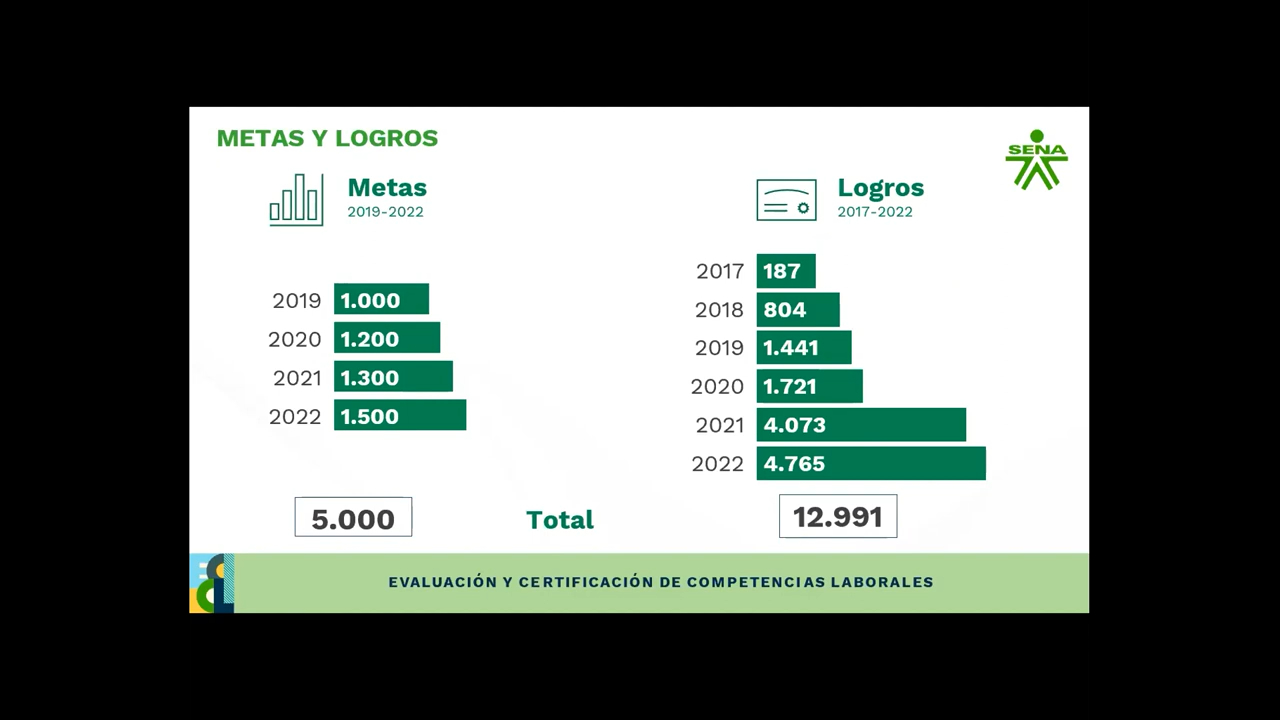 METAS Y LOGROS
SENA
Metas
2019-2022
2019 1.000
2020 1.200
2021 1.300
2022 1.500
5.000
Logros
2017-2022
2017 187
2018 804
2019 1.441
2020 1.721
2021 4.073
2022 4.765
Total
12.991
EVALUACIÓN Y CERTIFICACIÓN DE COMPETENCIAS LABORALES